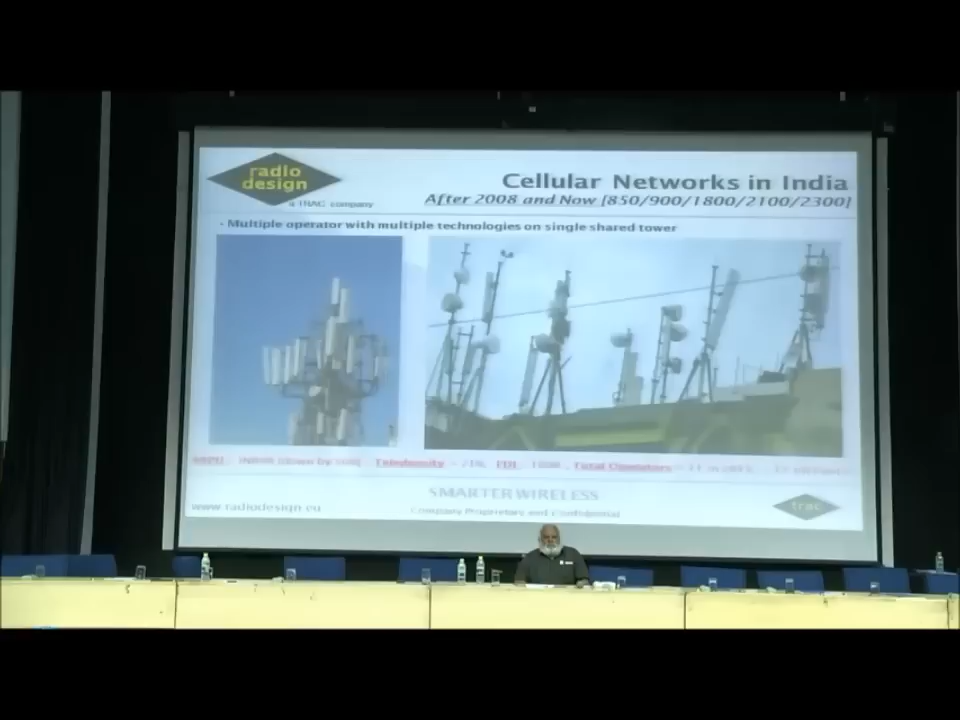 radio
design
a TRAC company
Cellular Networks in India
After 2008 and Now [850/900/1800/2100/2300]
- Multiple operator with multiple technologies on single shared tower
Teledensity FDI Total Operators
SMARTER WIRELESS
www.radiodesign.eu
Company Proprietary and Confidential
trac